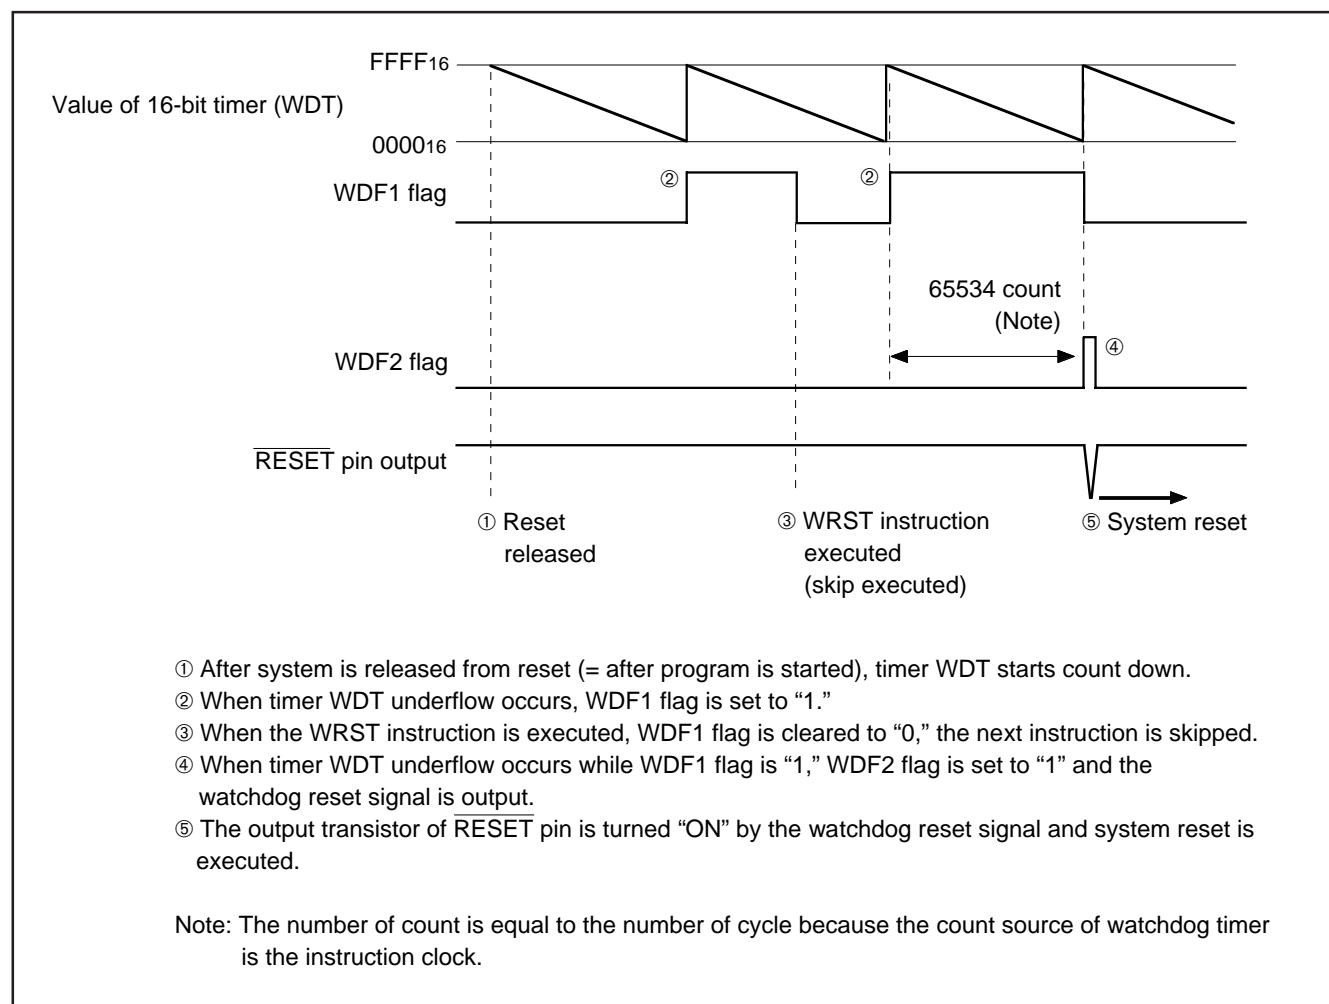 FFFF16
Value of 16-bit timer (WDT)
000016
WDF1 flag
② ②
65534 count
(Note)
WDF2 flag
④
RESET pin output
① Reset
released
③ WRST instruction
executed
(skip executed)
⑤ System reset
① After system is released from reset (= after program is started), timer WDT starts count down.
② When timer WDT underflow occurs, WDF1 flag is set to “1.”
③ When the WRST instruction is executed, WDF1 flag is cleared to “0,” the next instruction is skipped.
④ When timer WDT underflow occurs while WDF1 flag is “1,” WDF2 flag is set to “1” and the
watchdog reset signal is output.
⑤ The output transistor of RESET pin is turned “ON” by the watchdog reset signal and system reset is
executed.
Note: The number of count is equal to the number of cycle because the count source of watchdog timer
is the instruction clock.